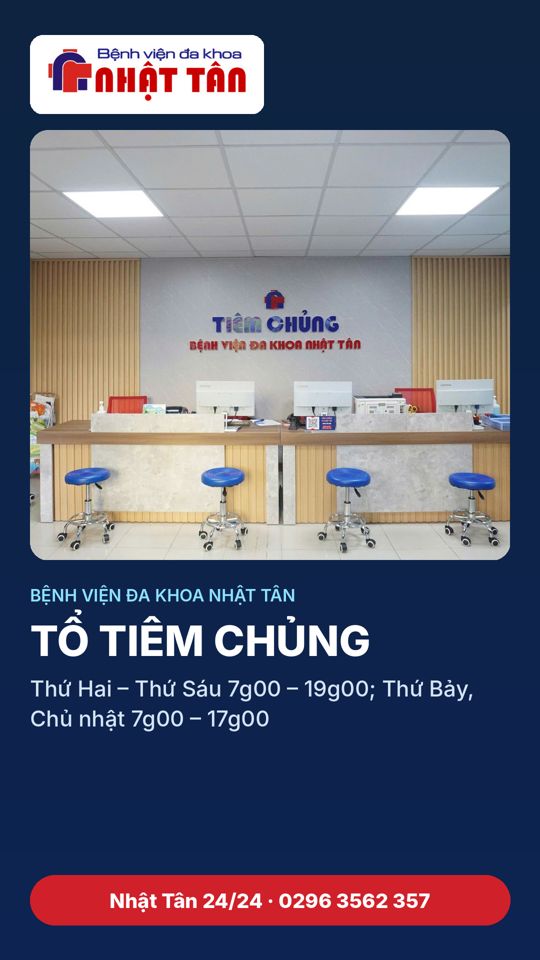 Bệnh viện đa khoa
NHẬT TÂN
TIÊM CHỦNG
BỆNH VIỆN ĐA KHOA NHẬT TÂN
BỆNH VIỆN ĐA KHOA NHẬT TÂN
TỔ TIÊM CHỦNG
Thứ Hai – Thứ Sáu 7g00 – 19g00; Thứ Bảy,
Chủ nhật 7g00 – 17g00
Nhật Tân 24/24 · 0296 3562 357